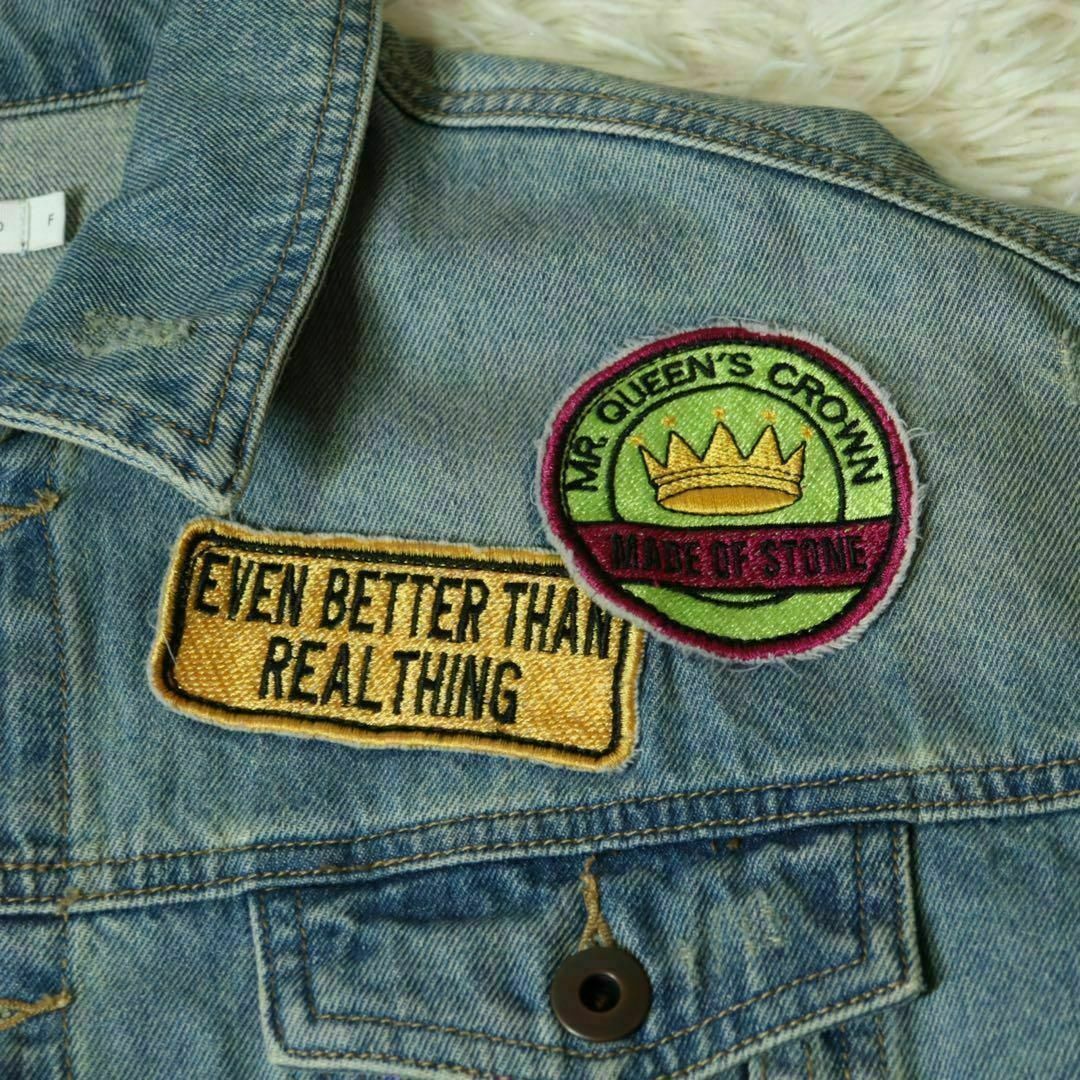 F
MR. QUEEN'S CROWN
MADE OF STONE
EVEN BETTER THAN
REAL THING